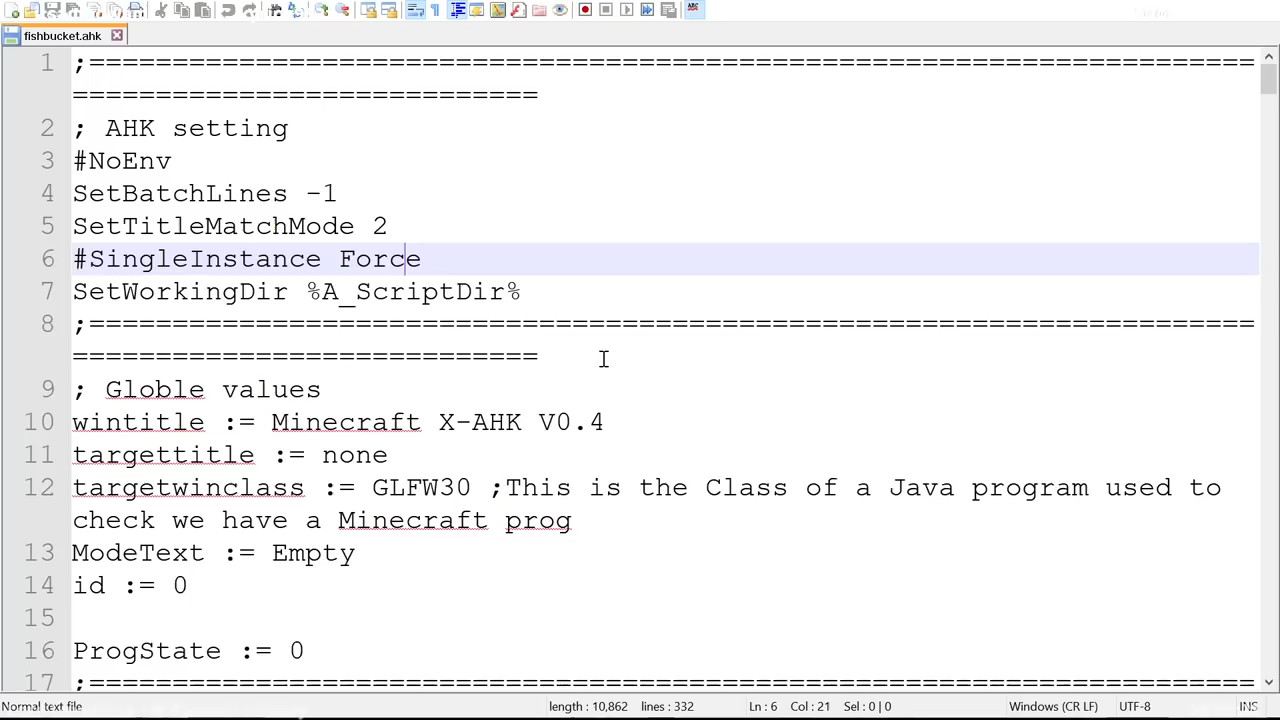 fishbucket.ahk
1 ;======================================================================
===========================
2 ; AHK setting
3 #NoEnv
4 SetBatchLines -1
5 SetTitleMatchMode 2
6 #SingleInstance Force
7 SetWorkingDir %A_ScriptDir%
8 ;======================================================================
============================
9 ; Globle values
10 wintitle := Minecraft X-AHK V0.4
11 targettitle := none
12 targetwinclass := GLFW30 ;This is the Class of a Java program used to
check we have a Minecraft prog
13 ModeText := Empty
14 id := 0
15
16 ProgState := 0
17 ;======================================================================
Normal text file length : 10,862 lines : 332 Ln : 6 Col : 21 Sel : 0 | 0 Windows (CR LF) UTF-8 INS